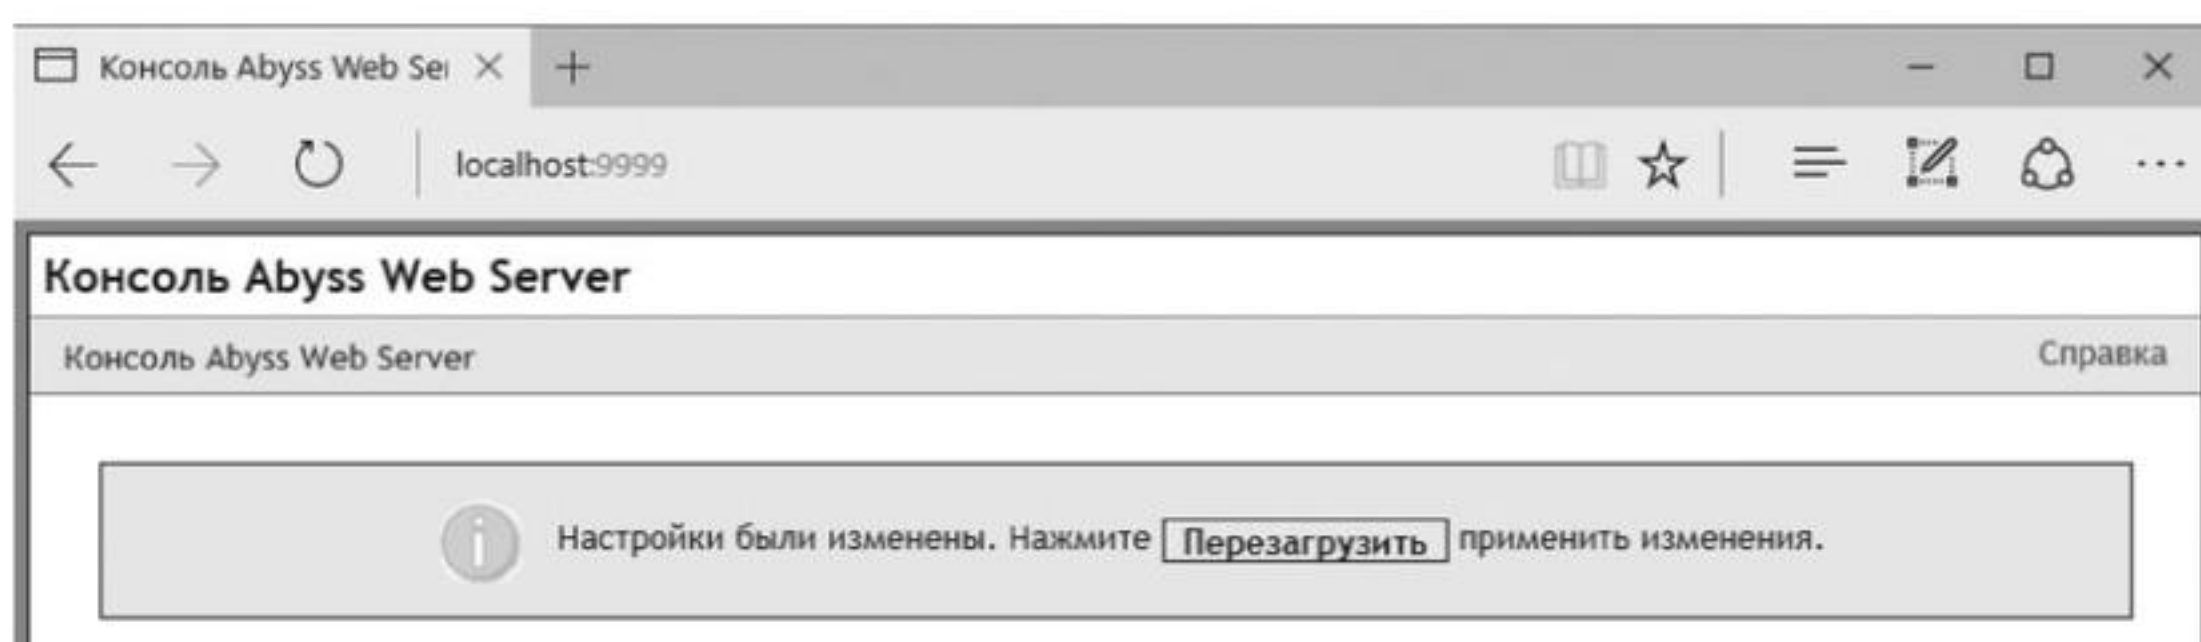 Консоль Abyss Web Ser
localhost:9999
Консоль Abyss Web Server
Консоль Abyss Web Server Справка
Настройки были изменены. Нажмите Перезагрузить применить изменения.